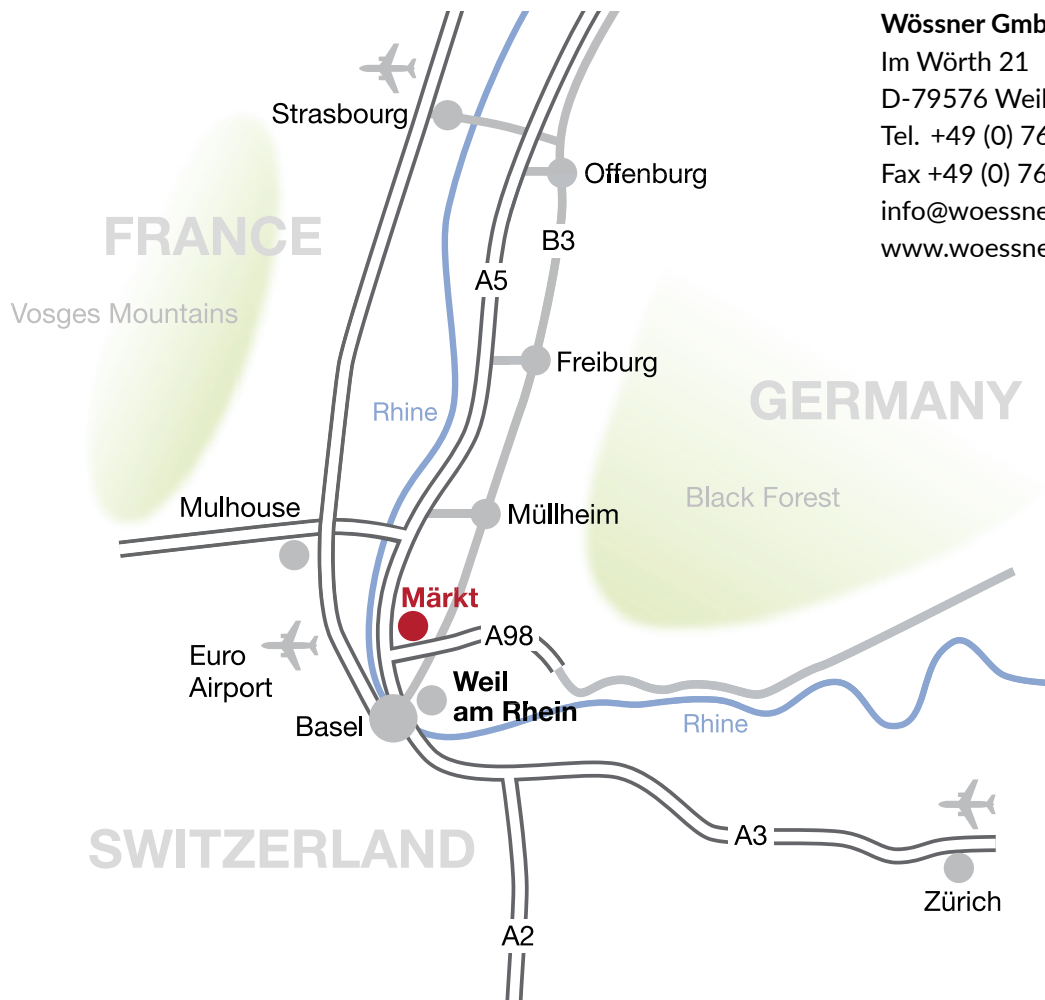 Wössner Gmb
Im Wörth 21
D-79576 Weil
Tel. +49 (0) 76
Fax +49 (0) 76
info@woessne
www.woessne
Strasbourg
Offenburg
FRANCE
B3
A5
Vosges Mountains
Freiburg
GERMANY
Rhine
Black Forest
Mulhouse
Müllheim
Märkt
A98
Euro
Airport
Weil
am Rhein
Basel
Rhine
SWITZERLAND
A3
Zürich
A2